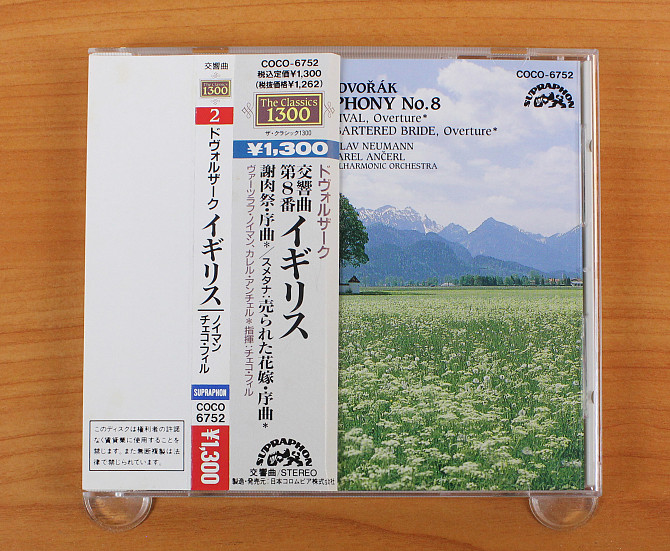 このディスクは権利者の許諾
なく賃貸業に使用することを
禁じます。また無断複製は法
律で禁じられています。
交響曲
The Classics
1300
2
ドヴォルザーク
イギリス
ノイマン
チェコ・フィル
SUPRAPHON
COCO
6752
¥1,300
COCO-6752
税込定価¥1,300
(税抜価格¥1,262)
The Classics
1300
ザ・クラシック1300
¥1,300
ドヴォルザーク
交響曲
第8番
イギリス
謝肉祭・序曲*/スメタナ:売られた花嫁・序曲*
ヴァーツラフ・ノイマン、カレル・アンチェル* 指揮:チェコ・フィル
SUPRAPHON
交響曲/STEREO
製造・発売元:日本コロムビア株式会社
COCO-6752
SUPRAPHON
DVOŘÁK
PHONY No.8
IVAL, Overture*
BARTERED BRIDE, Overture*
LAV NEUMANN
AREL ANČERL
LHARMONIC ORCHESTRA